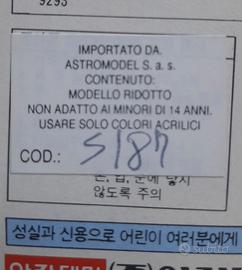 9293
IMPORTATO DA.
ASTROMODEL S. a s.
CONTENUTO:
MODELLO RIDOTTO
NON ADATTO AI MINORI DI 14 ANNI.
USARE SOLO COLORI ACRILICI
COD.: S187
않도록 주의
성실과 신용으로 어린이 여러분에게